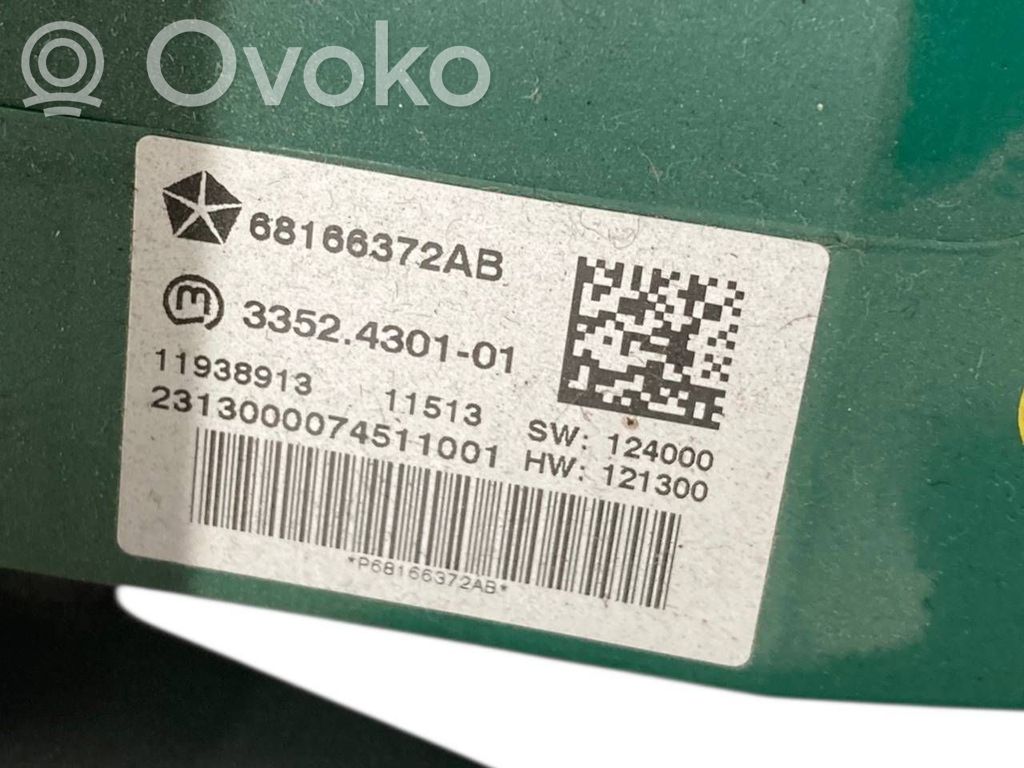 Ovoko
68166372AB
m 3352.4301-01
11938913 11513 SW: 124000
2313000074511001 HW: 121300
*P68166372AB*